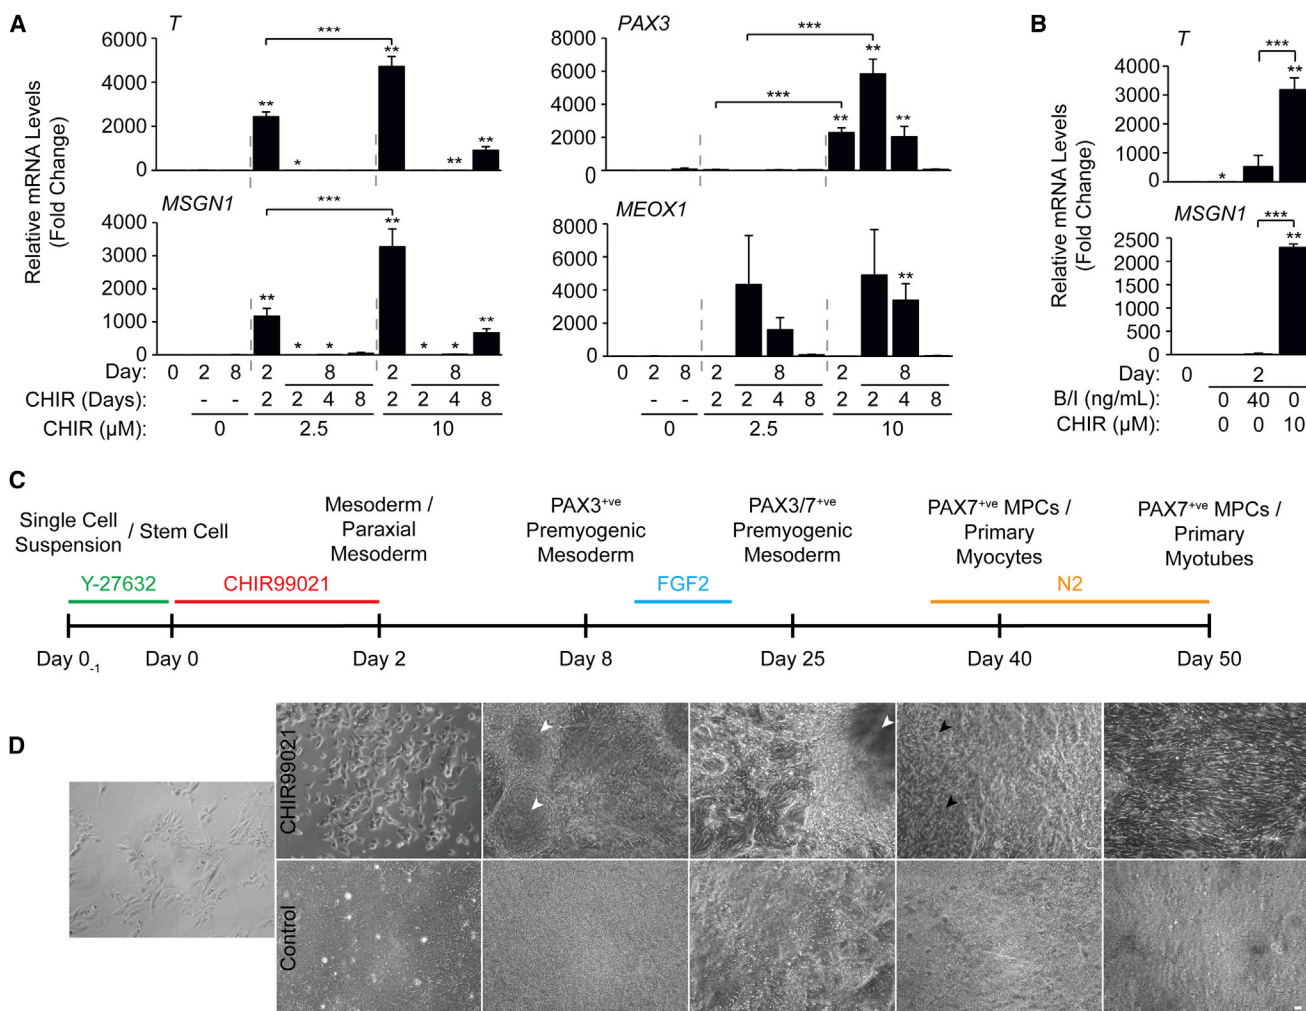 A
T
***
**
**
*
**
**
6000
4000
2000
0
Relative mRNA Levels
(Fold Change)
MSGN1
***
**
**
*
*
*
*
**
4000
3000
2000
1000
0
Day: 0 2 8 2 8 2 8
CHIR (Days): - - 2 2 4 8 2 2 4 8
CHIR (µM): 0 2.5 10
PAX3
***
***
**
**
**
8000
6000
4000
2000
0
MEOX1
**
8000
6000
4000
2000
0
0 2 8 2 8 2 8
- - 2 2 4 8 2 2 4 8
0 2.5 10
B
T
***
**
*
4000
3000
2000
1000
0
Relative mRNA Levels
(Fold Change)
MSGN1
***
**
2500
2000
1500
1000
500
0
Day: 0 2
B/I (ng/mL): 0 40 0
CHIR (µM): 0 0 10
C
Single Cell
Suspension
/ Stem Cell
Mesoderm /
Paraxial
Mesoderm
PAX3+ve
Premyogenic
Mesoderm
PAX3/7+ve
Premyogenic
Mesoderm
PAX7+ve MPCs /
Primary
Myocytes
PAX7+ve MPCs /
Primary
Myotubes
Y-27632 CHIR99021 FGF2 N2
Day 0-1 Day 0 Day 2 Day 8 Day 25 Day 40 Day 50
D
CHIR99021
Control